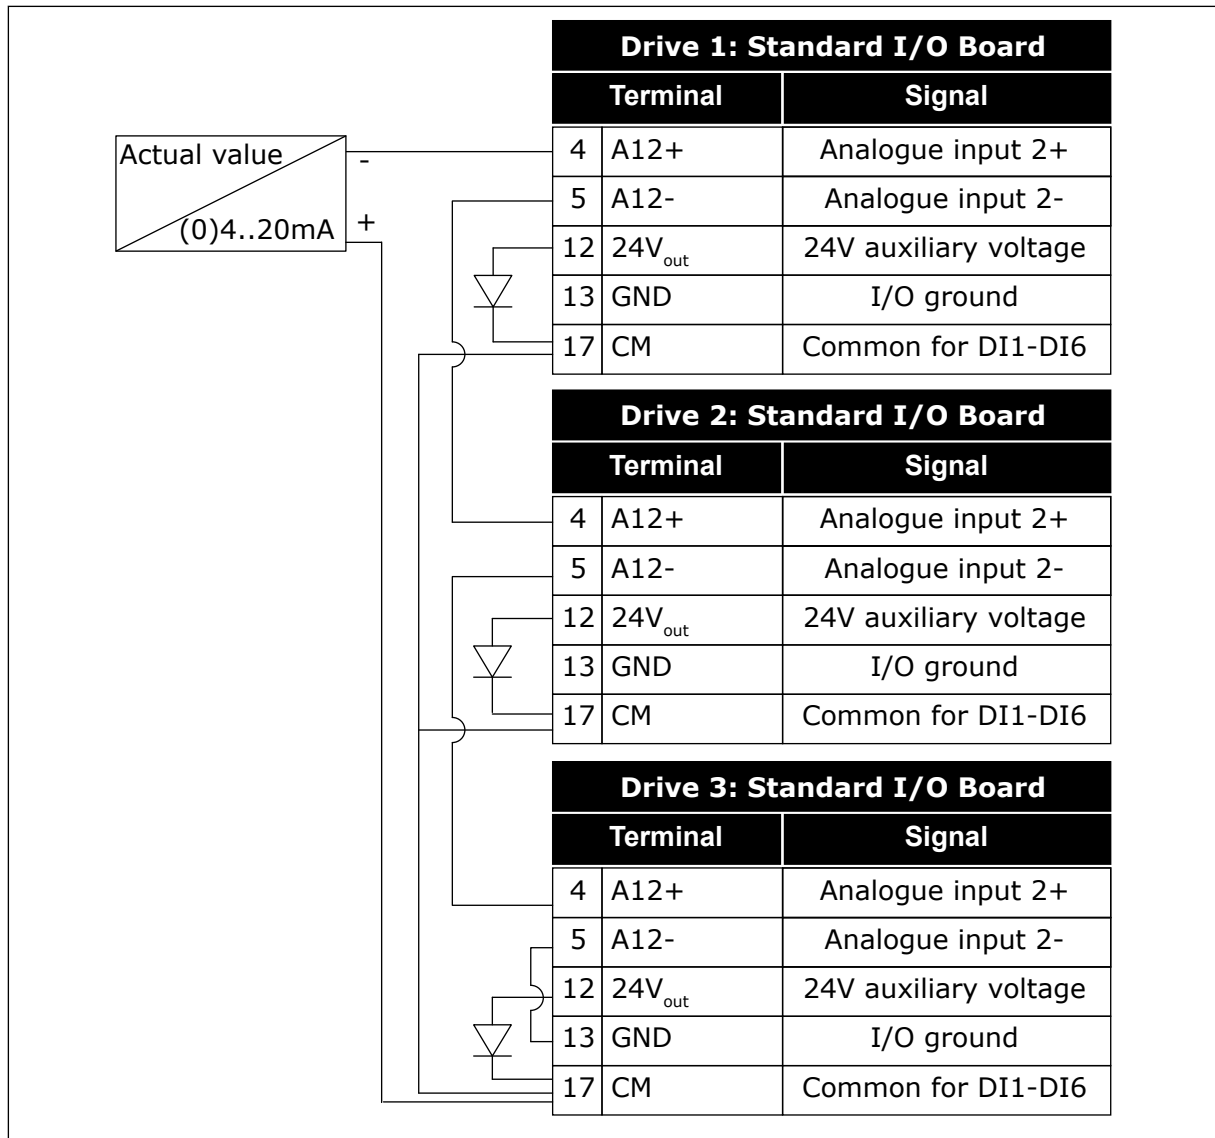 Drive 1: Standard I/O Board
Terminal Signal
Actual value
-
(0)4..20mA
+
4 A12+ Analogue input 2+
5 A12- Analogue input 2-
12 24Vout 24V auxiliary voltage
13 GND I/O ground
17 CM Common for DI1-DI6
Drive 2: Standard I/O Board
Terminal Signal
4 A12+ Analogue input 2+
5 A12- Analogue input 2-
12 24Vout 24V auxiliary voltage
13 GND I/O ground
17 CM Common for DI1-DI6
Drive 3: Standard I/O Board
Terminal Signal
4 A12+ Analogue input 2+
5 A12- Analogue input 2-
12 24Vout 24V auxiliary voltage
13 GND I/O ground
17 CM Common for DI1-DI6